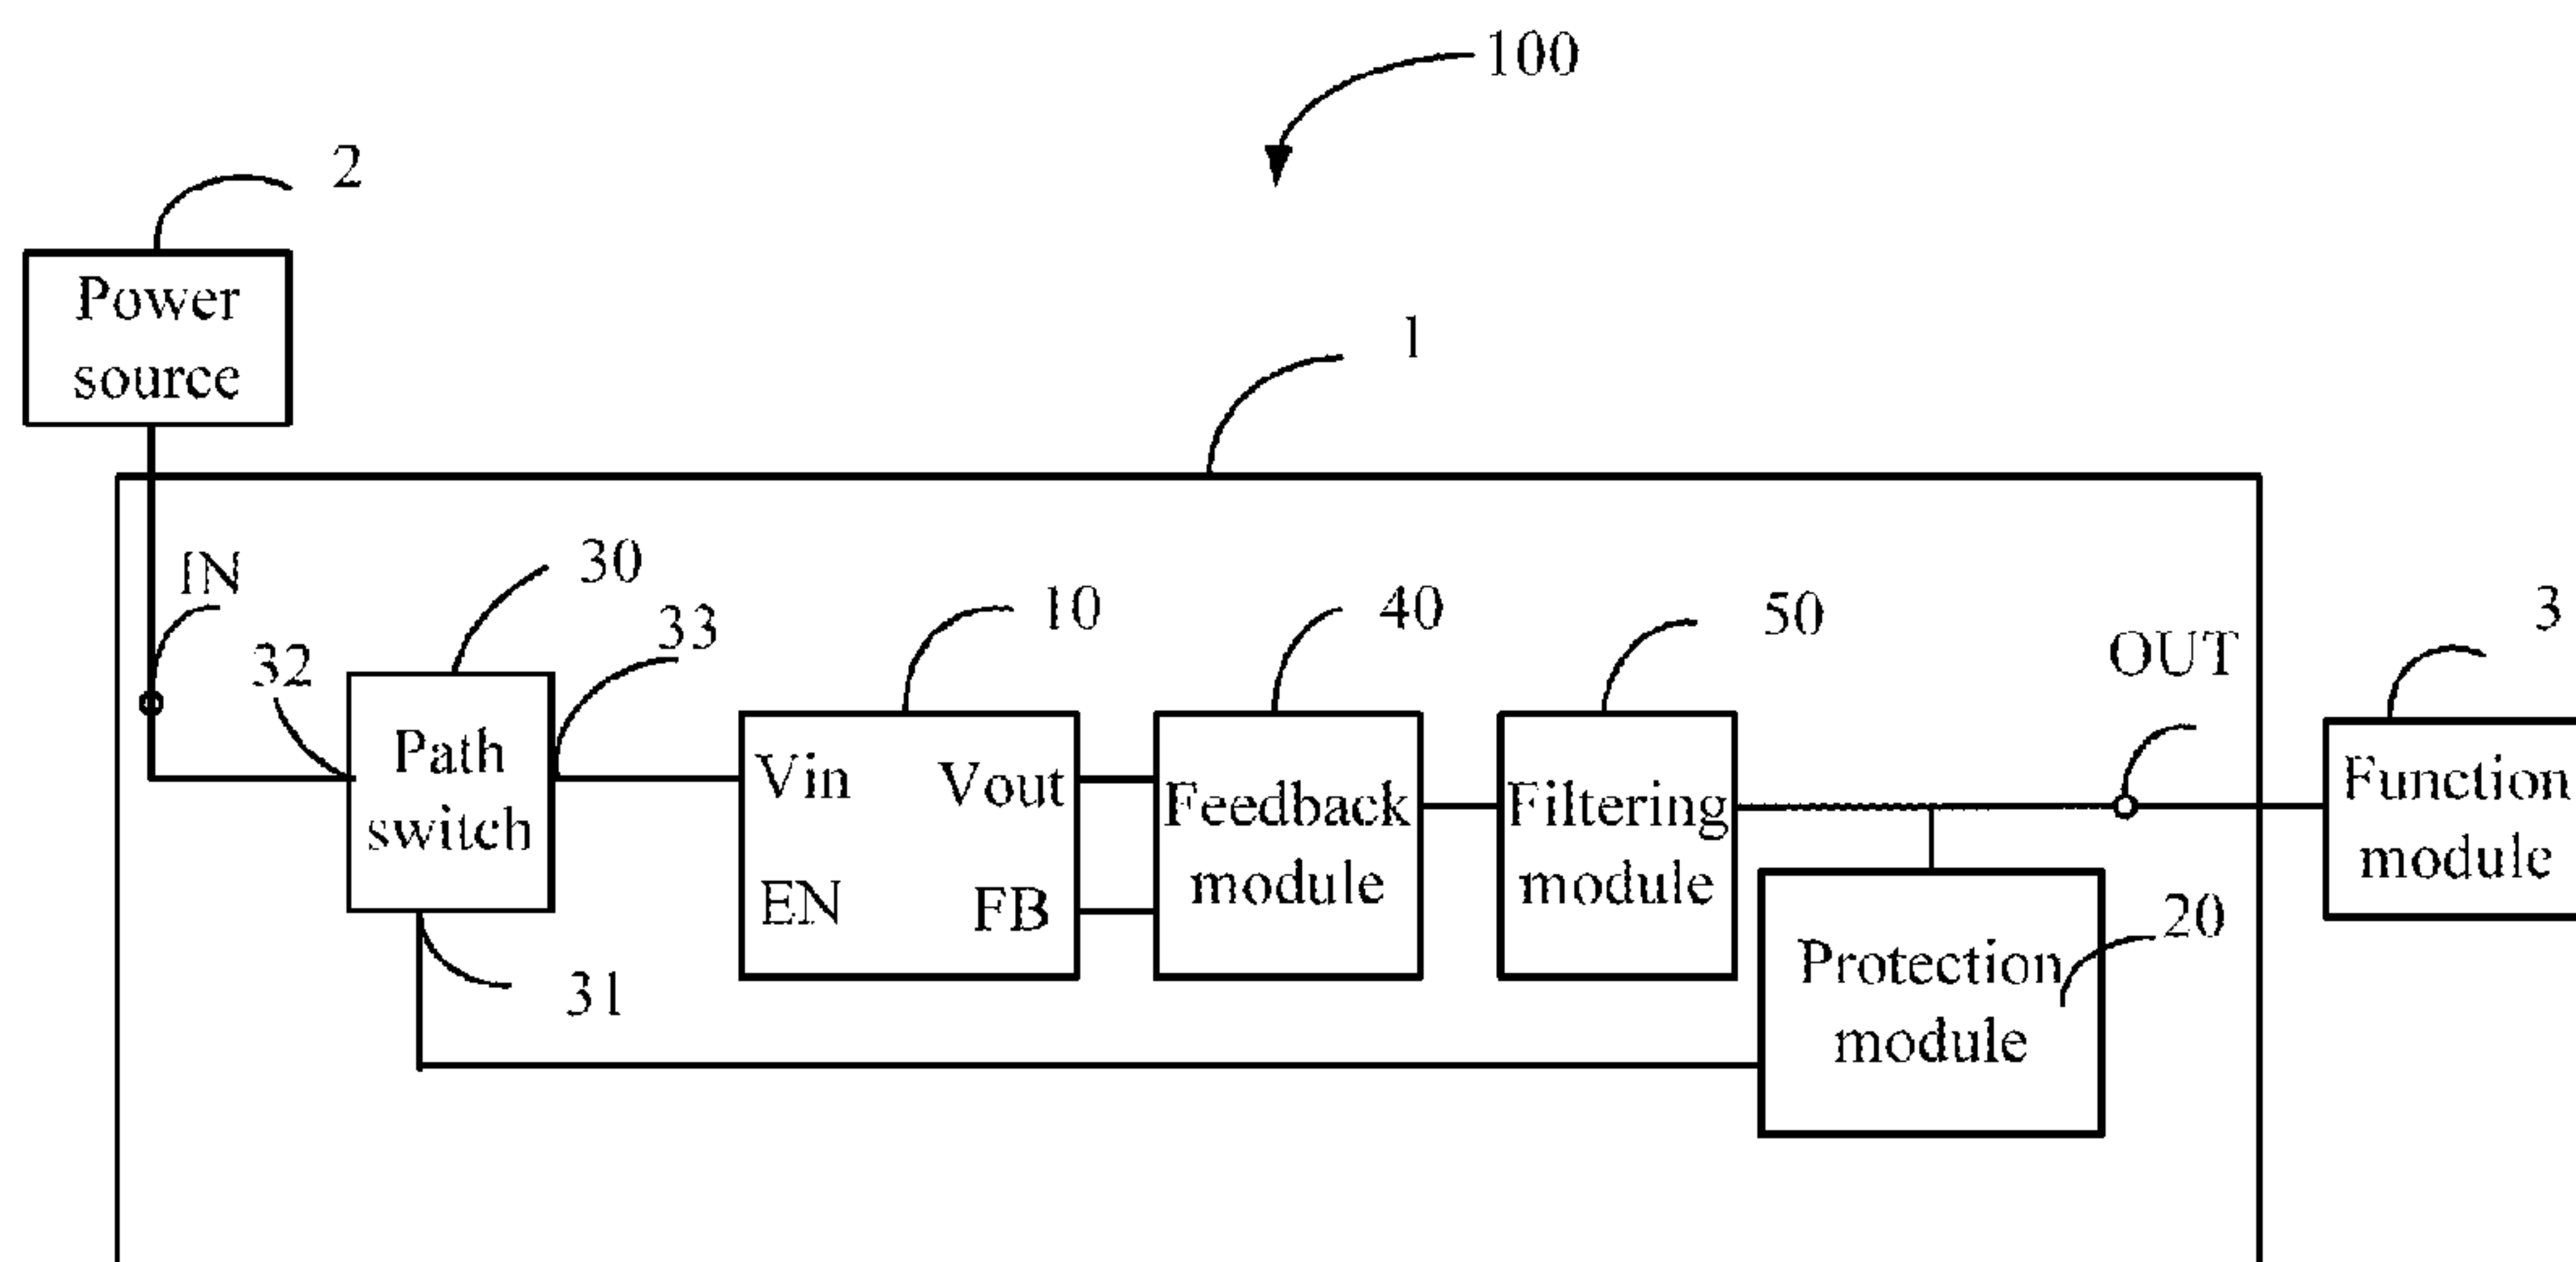 100
2
Power
source
1
IN
30
33
32
10
40
50
OUT
3
Path
switch
Vin
Vout
EN
FB
Feedback
module
Filtering
module
Function
module
31
20
Protection
module